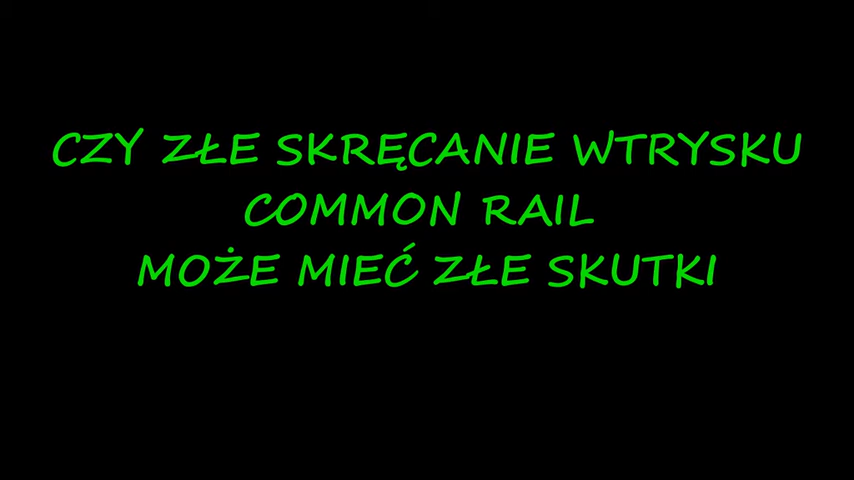 CZY ZŁE SKRĘCANIE WTRYSKU
COMMON RAIL
MOŻE MIEĆ ZŁE SKUTKI